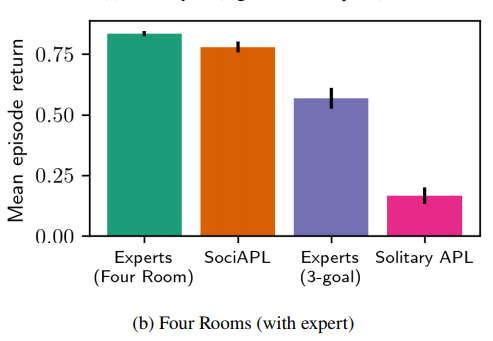 Mean episode return
0.75
0.50
0.25
0.00
Experts
(Four Room)
SociAPL
Experts
(3-goal)
Solitary APL
(b) Four Rooms (with expert)